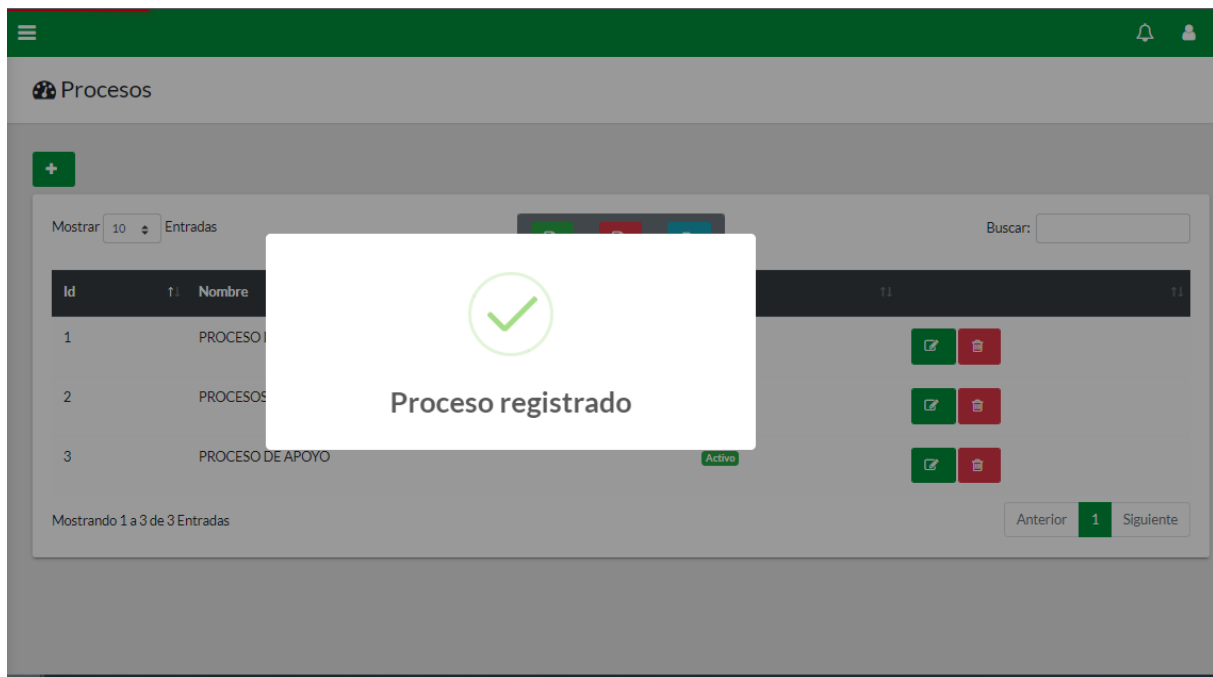 Procesos
Mostrar 10 Entradas
Buscar:
Id Nombre
1 PROCESO
2 PROCESOS
Proceso registrado
3 PROCESO DE APOYO Activo
Mostrando 1 a 3 de 3 Entradas
Anterior 1 Siguiente